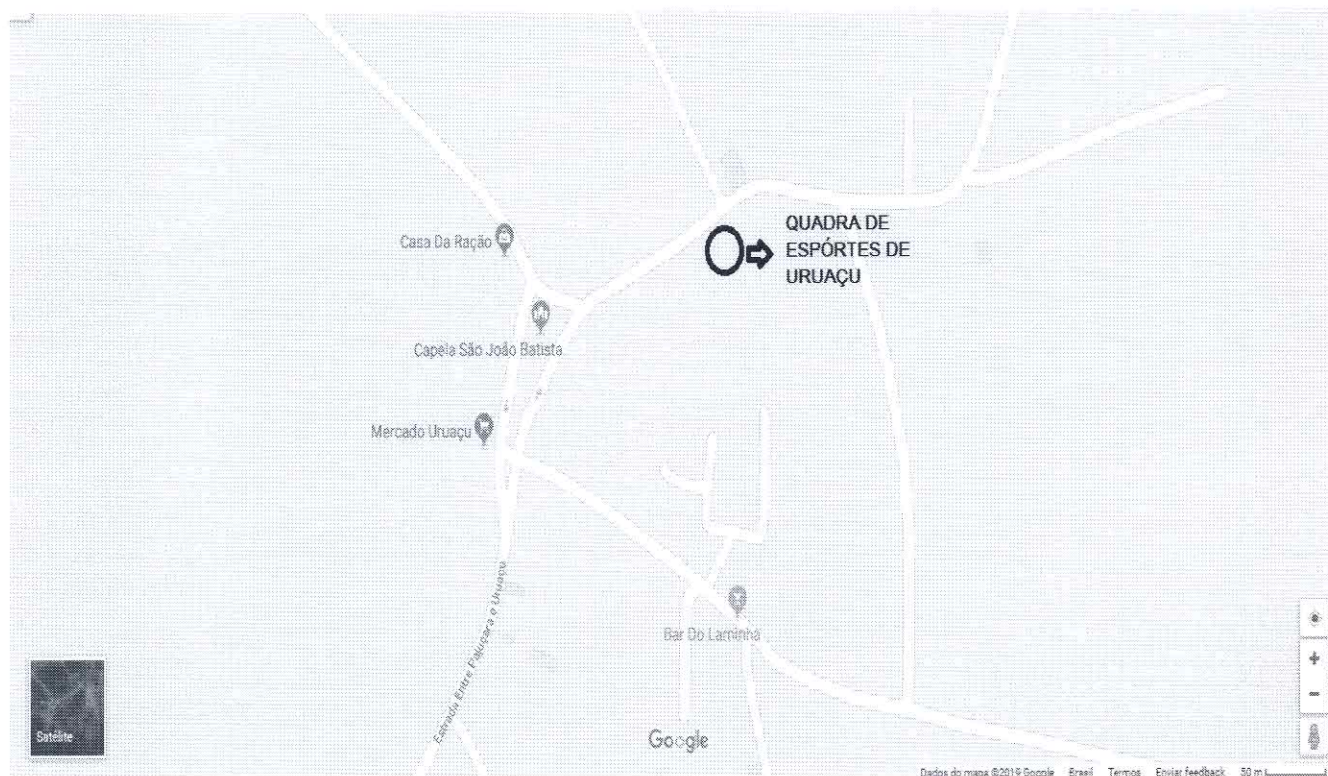 QUADRA DE
ESPÓRTES DE
URUAÇU
Casa Da Ração
Capela São João Batista
Mercado Uruaçu
Estrada Entre Pajuçara e Uruaçu
Bar Do Laminha
Satélite
Google
Dados do mapa ©2019 Google Brasil Termos Enviar feedback 50 m